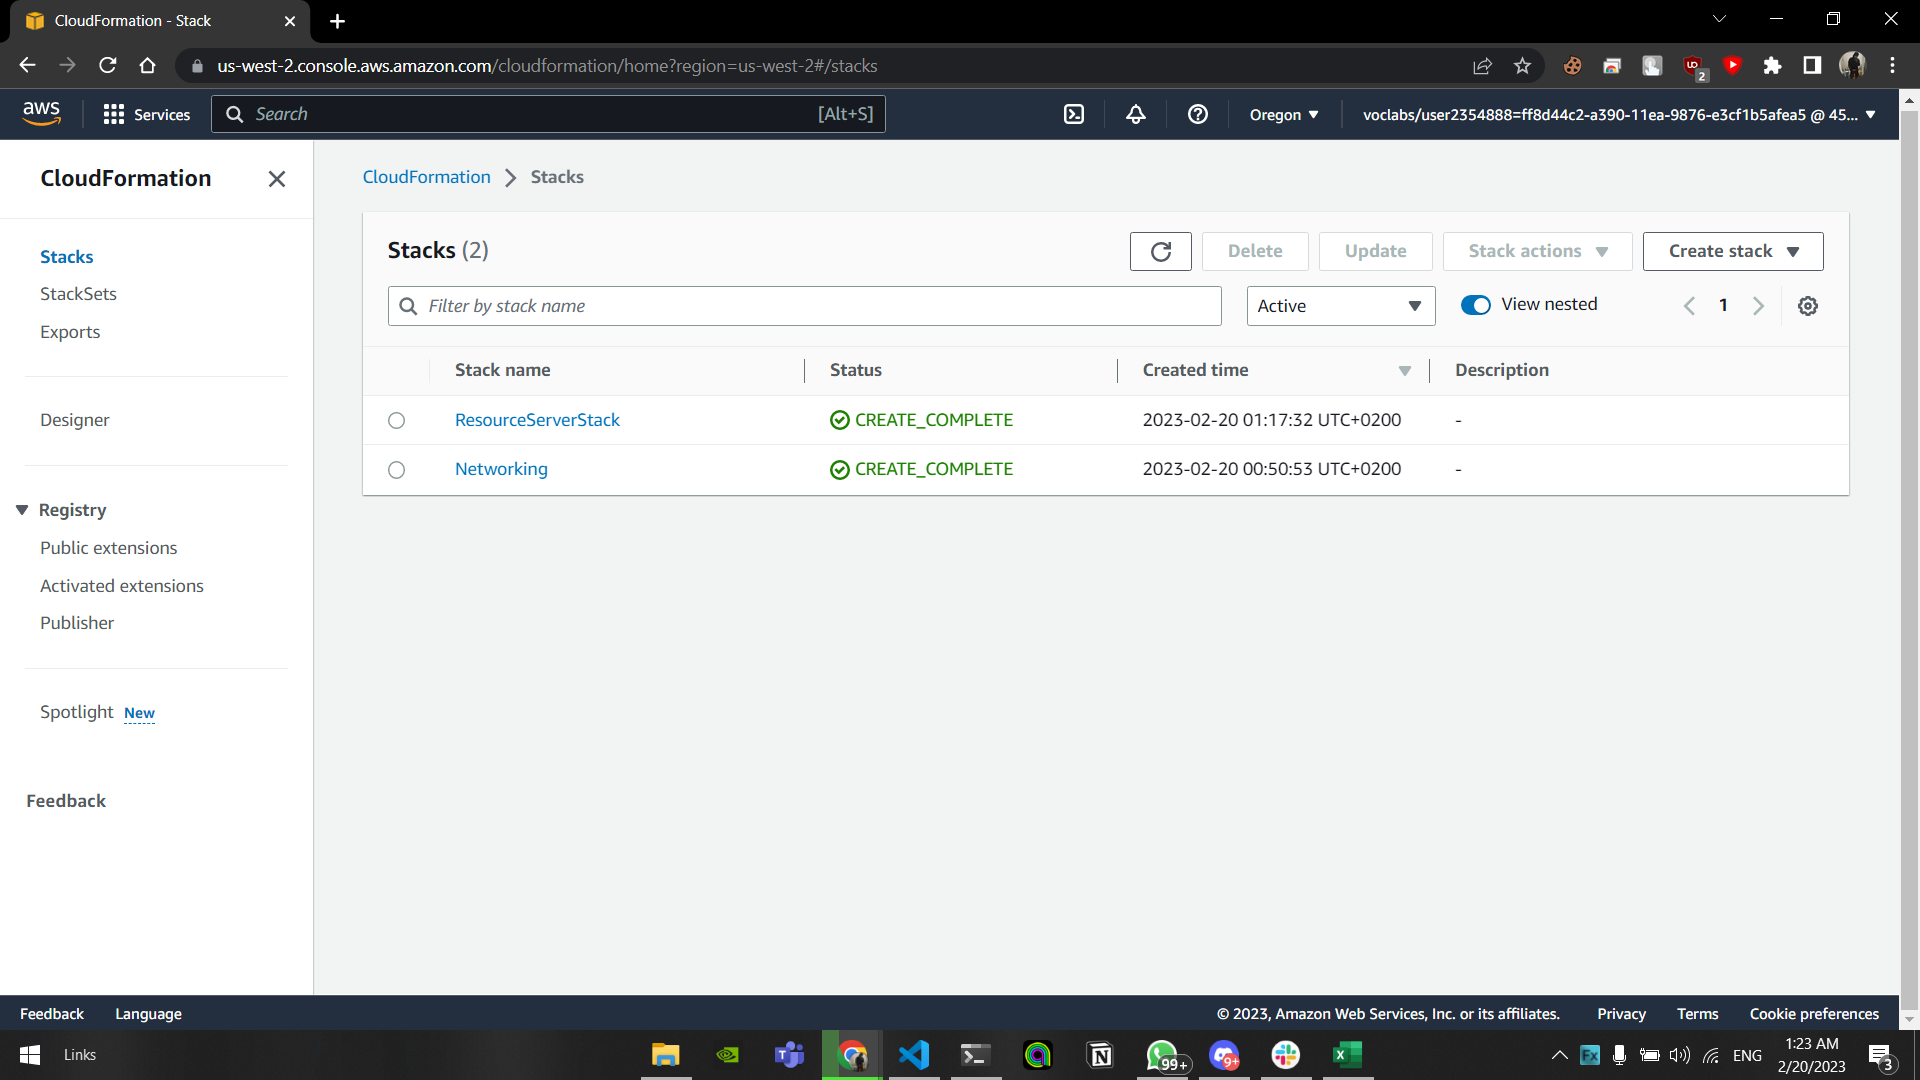 CloudFormation - Stack
us-west-2.console.aws.amazon.com/cloudformation/home?region=us-west-2#/stacks
2
aws
Services
Search
[Alt+S]
Oregon
voclabs/user2354888=ff8d44c2-a390-11ea-9876-e3cf1b5afea5 @ 45...
CloudFormation
Stacks
StackSets
Exports
Designer
Registry
Public extensions
Activated extensions
Publisher
Spotlight New
Feedback
CloudFormation > Stacks
Stacks (2)
Delete
Update
Stack actions
Create stack
Filter by stack name
Active
View nested
1
Stack name Status Created time Description
ResourceServerStack CREATE_COMPLETE 2023-02-20 01:17:32 UTC+0200 -
Networking CREATE_COMPLETE 2023-02-20 00:50:53 UTC+0200 -
Feedback Language
© 2023, Amazon Web Services, Inc. or its affiliates. Privacy Terms Cookie preferences
Links
99+
9+
Fx
ENG
1:23 AM
2/20/2023
3